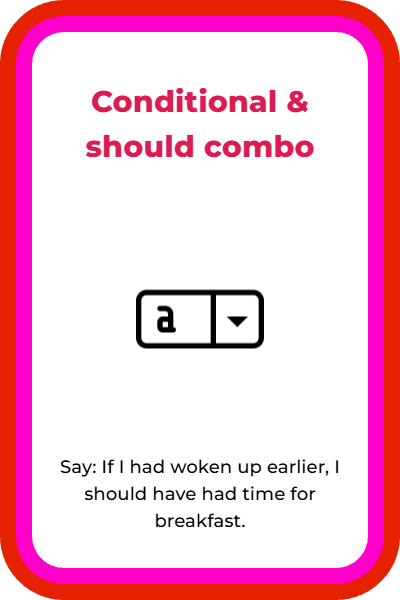 Conditional &
should combo
a
Say: If I had woken up earlier, I
should have had time for
breakfast.